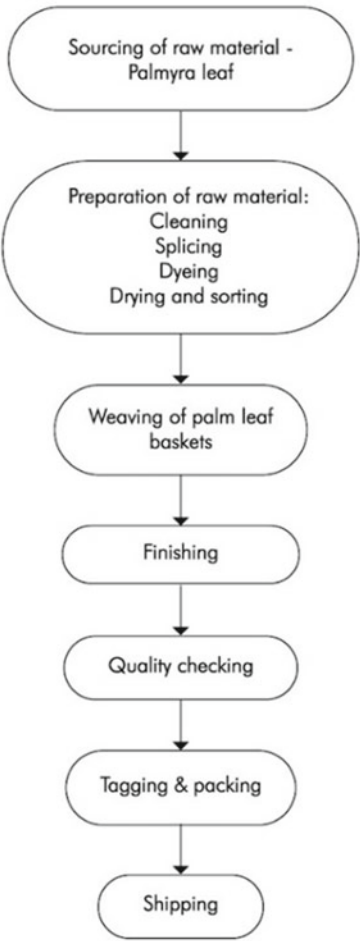 Sourcing of raw material -
Palmyra leaf
Preparation of raw material:
Cleaning
Splicing
Dyeing
Drying and sorting
Weaving of palm leaf
baskets
Finishing
Quality checking
Tagging & packing
Shipping